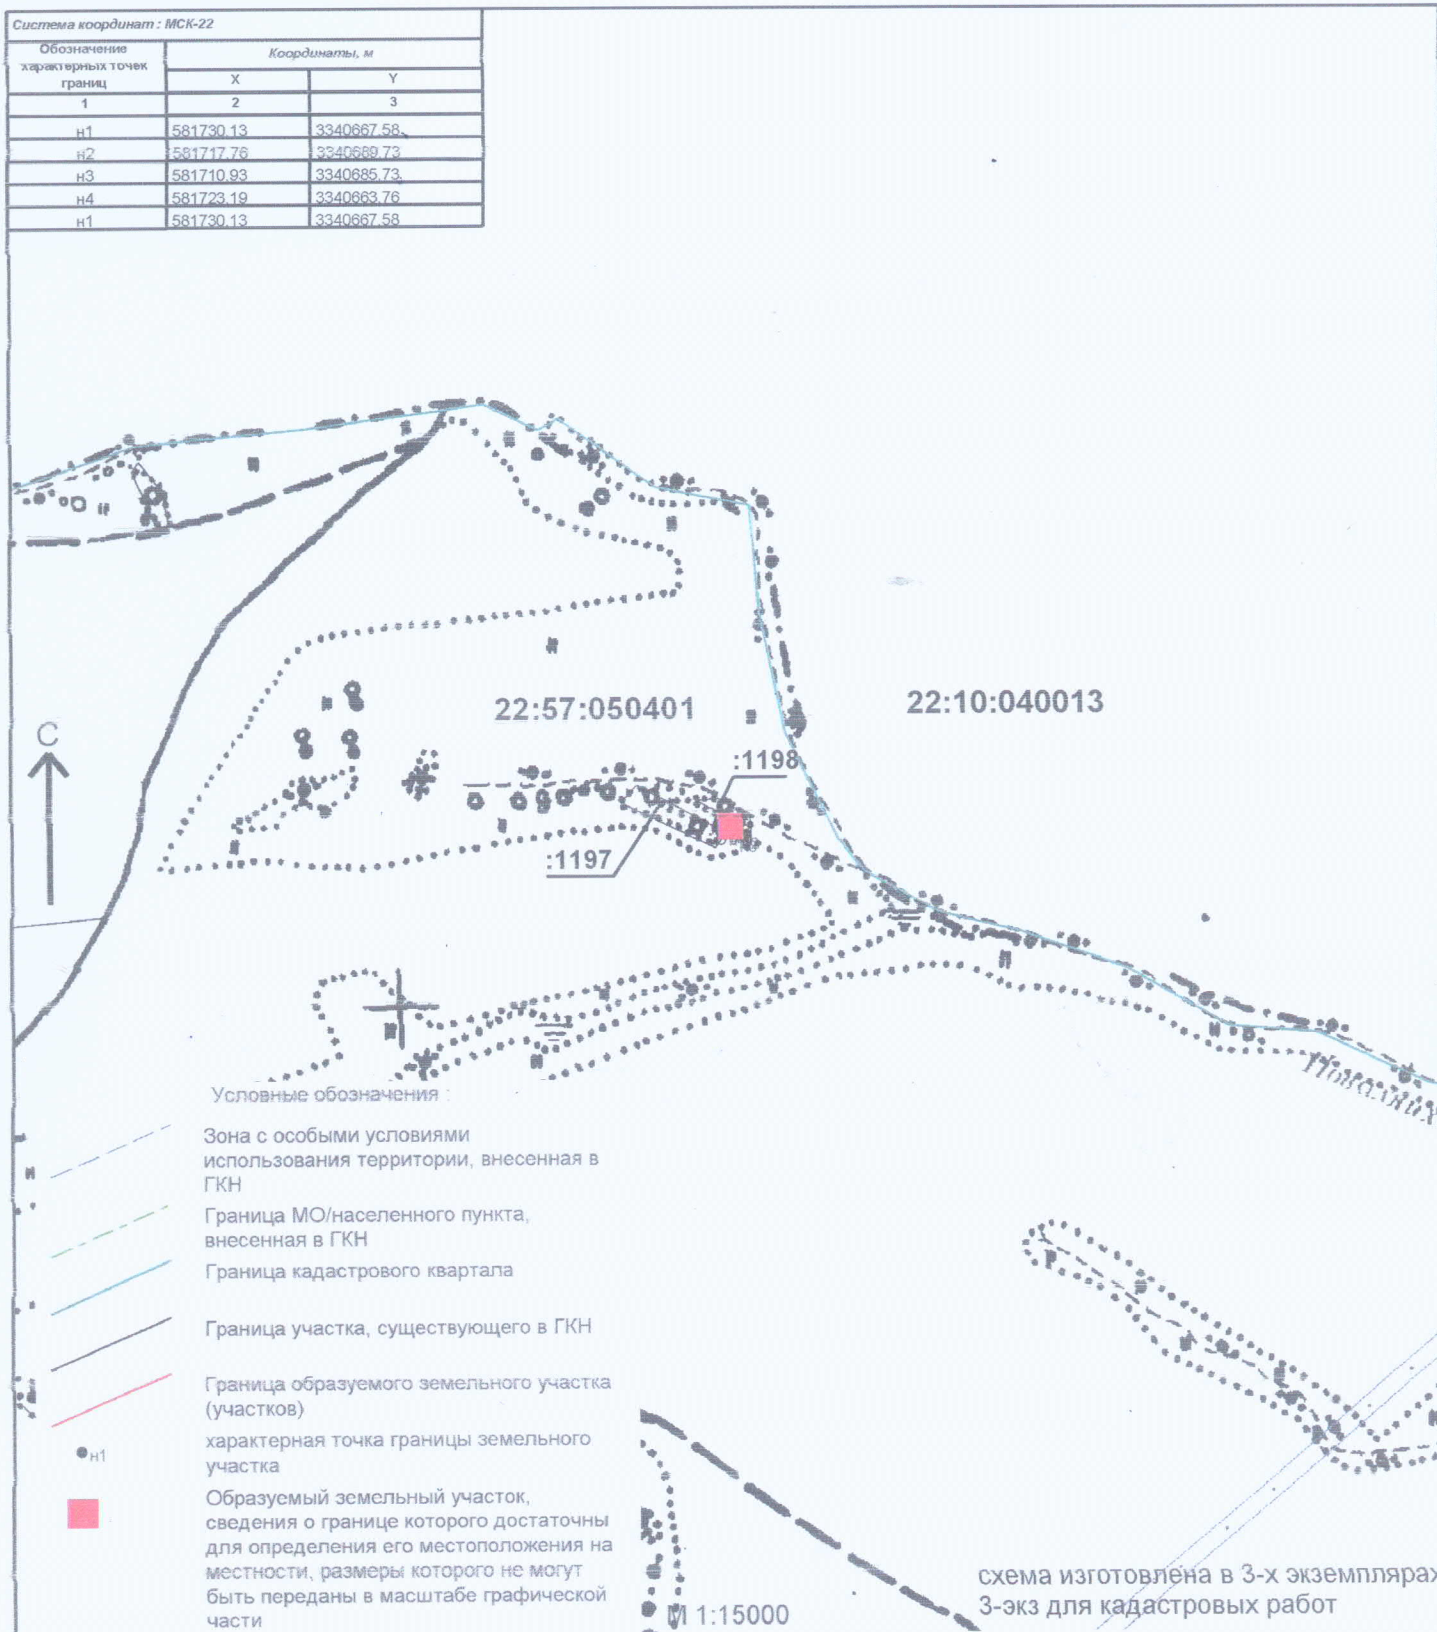 Система координат : МСК-22
Обозначение характерных точек границ
Координаты, м
X Y
1 2 3
н1 581730.13 3340667.58
н2 581717.76 3340689.73
н3 581710.93 3340685.73
н4 581723.19 3340663.76
н1 581730.13 3340667.58
22:57:050401
22:10:040013
С
:1198
:1197
Условные обозначения :
Зона с особыми условиями
использования территории, внесенная в
ГКН
Граница МО/населенного пункта,
внесенная в ГКН
Граница кадастрового квартала
Граница участка, существующего в ГКН
Граница образуемого земельного участка
(участков)
н1
характерная точка границы земельного
участка
Образуемый земельный участок,
сведения о границе которого достаточны
для определения его местоположения на
местности, размеры которого не могут
быть переданы в масштабе графической
части
М 1:15000
схема изготовлена в 3-х экземплярах
3-экз для кадастровых работ